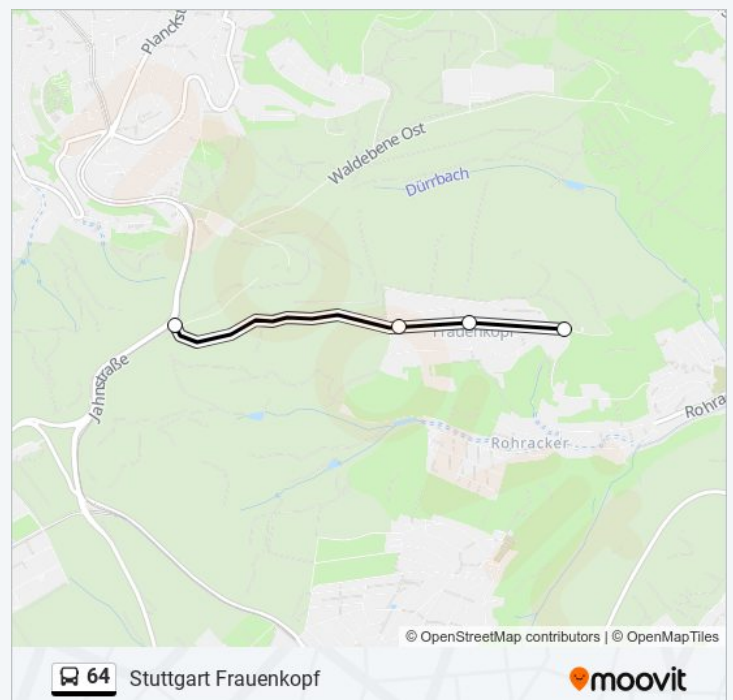 Planckst
Waldebene Ost
Dürrbach
Frauenkopf
Jahnstraße
Rohra
Rohracker
© OpenStreetMap contributors | © OpenMapTiles
64 Stuttgart Frauenkopf
moovit